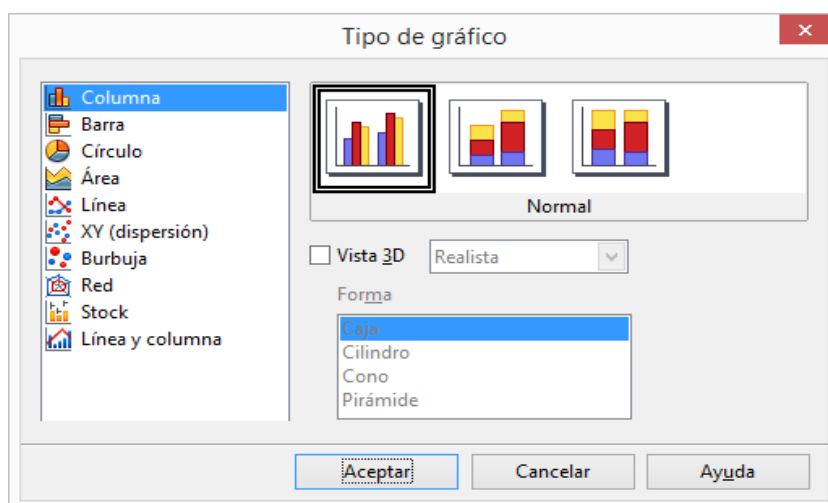 Tipo de gráfico
Columna
Barra
Círculo
Área
Línea
XY (dispersión)
Burbuja
Red
Stock
Línea y columna
Normal
Vista 3D
Realista
Forma
Caja
Cilindro
Cono
Pirámide
Aceptar
Cancelar
Ayuda